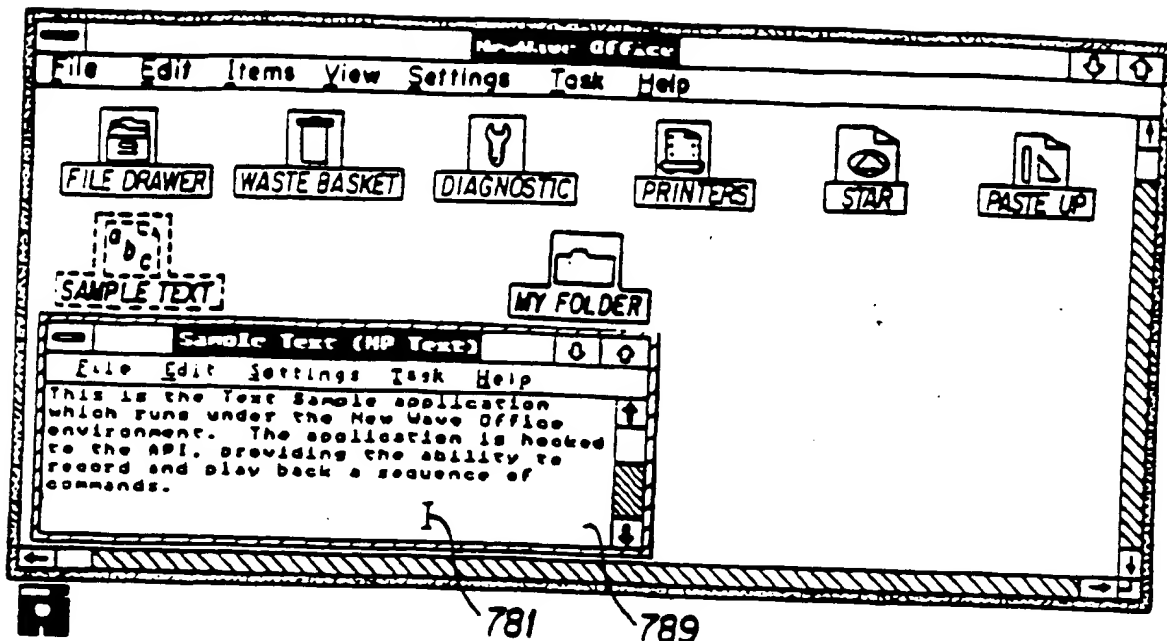 NewWave Office
File Edit Items View Settings Task Help
FILE DRAWER WASTE BASKET DIAGNOSTIC PRINTERS STAR PASTE UP
SAMPLE TEXT MY FOLDER
a b c
Sample Text (HP Text)
File Edit Settings Task Help
This is the Text Sample application
which runs under the New Wave Office
environment. The application is hooked
to the API, providing the ability to
record and play back a sequence of
commands.
781 789